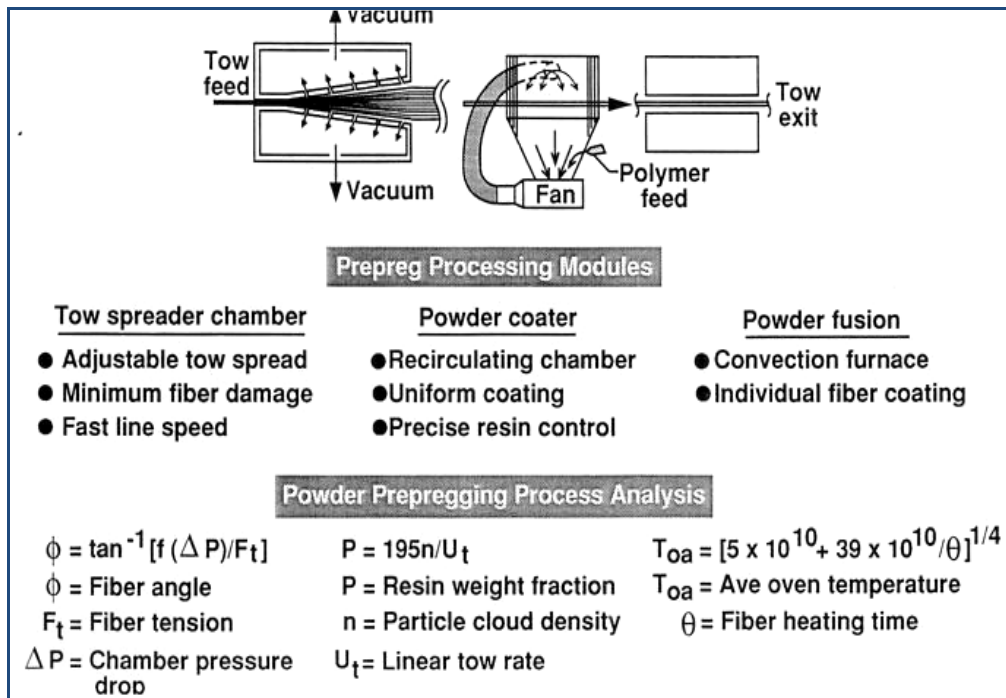 Vacuum
Tow
feed
Tow
exit
Vacuum
Fan
Polymer
feed
Prepreg Processing Modules
Tow spreader chamber
● Adjustable tow spread
● Minimum fiber damage
● Fast line speed
Powder coater
●Recirculating chamber
●Uniform coating
●Precise resin control
Powder fusion
● Convection furnace
● Individual fiber coating
Powder Prepregging Process Analysis
ϕ = tan⁻¹ [f (Δ P)/Fₜ]
ϕ = Fiber angle
Fₜ = Fiber tension
Δ P = Chamber pressure
drop
P = 195n/Uₜ
P = Resin weight fraction
n = Particle cloud density
Uₜ = Linear tow rate
Tₒₐ = [5 x 10¹⁰ + 39 x 10¹⁰/θ]¹/⁴
Tₒₐ = Ave oven temperature
θ = Fiber heating time